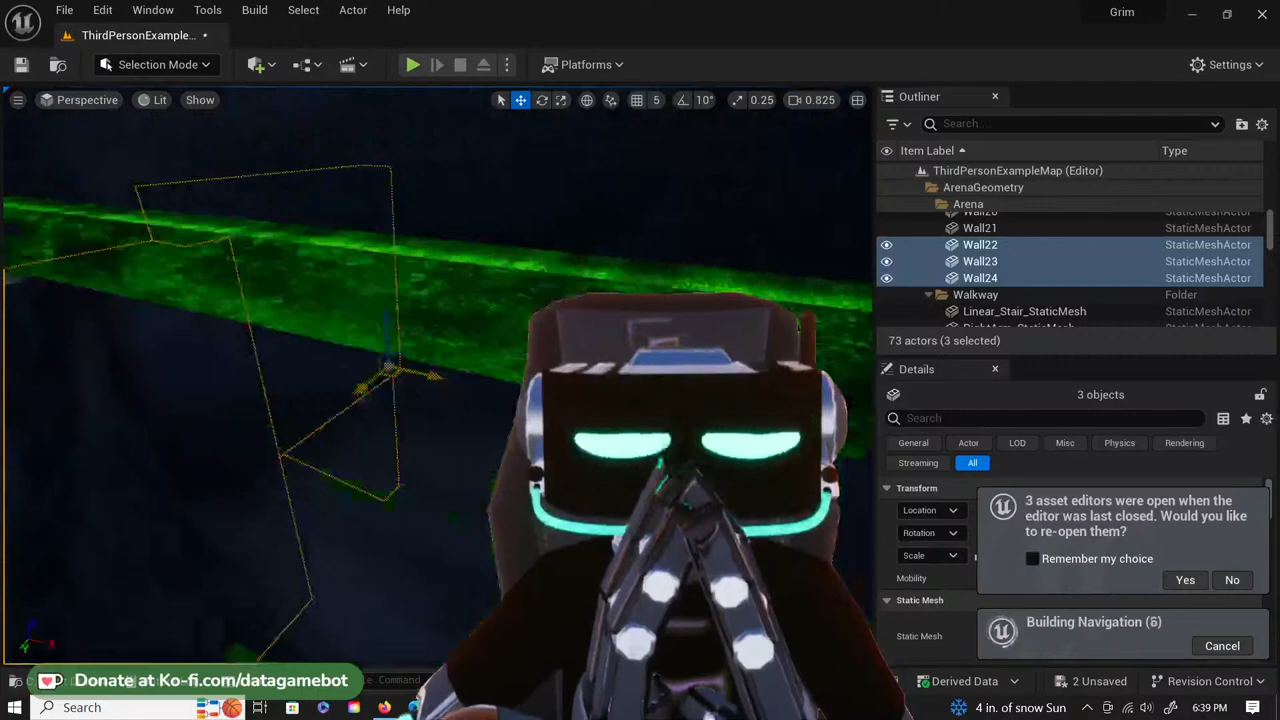 File Edit Window Tools Build Select Actor Help
Grim
ThirdPersonExample...
Selection Mode
Platforms
Settings
Perspective Lit Show
5 10° 0.25 0.825
Outliner
Search...
Item Label Type
ThirdPersonExampleMap (Editor)
ArenaGeometry
Arena
Wall20 StaticMeshActor
Wall21 StaticMeshActor
Wall22 StaticMeshActor
Wall23 StaticMeshActor
Wall24 StaticMeshActor
Walkway Folder
Linear_Stair_StaticMesh StaticMeshActor
73 actors (3 selected)
Details
3 objects
Search
General Actor LOD Misc Physics Rendering
Streaming All
Transform
Location
Rotation
Scale
Mobility
Static Mesh
Static Mesh
3 asset editors were open when the
editor was last closed. Would you like
to re-open them?
Remember my choice
Yes No
Building Navigation (6)
Cancel
Donate at Ko-fi.com/datagamebot
Command
Derived Data 2 Unsaved Revision Control
Search
4 in. of snow Sun
6:39 PM